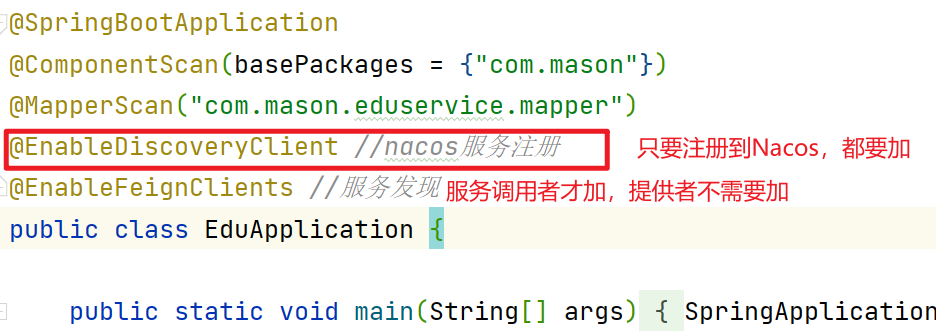 @SpringBootApplication
@ComponentScan(basePackages = {"com.mason"})
@MapperScan("com.mason.eduservice.mapper")
@EnableDiscoveryClient //nacos服务注册 只要注册到Nacos，都要加
@EnableFeignClients //服务发现 服务调用者才加，提供者不需要加
public class EduApplication {
public static void main(String[] args) { SpringApplication